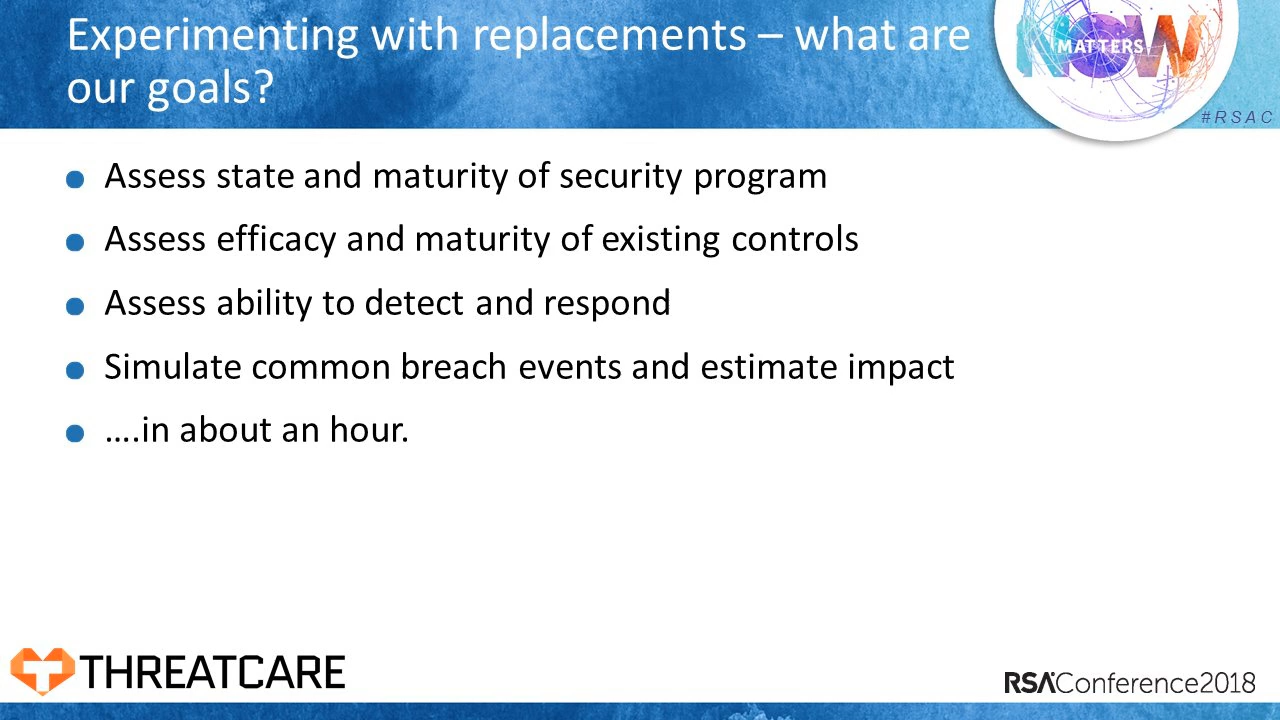 Experimenting with replacements – what are
our goals?
NOW
MATTERS
#RSAC
Assess state and maturity of security program
Assess efficacy and maturity of existing controls
Assess ability to detect and respond
Simulate common breach events and estimate impact
….in about an hour.
THREATCARE
RSAConference2018